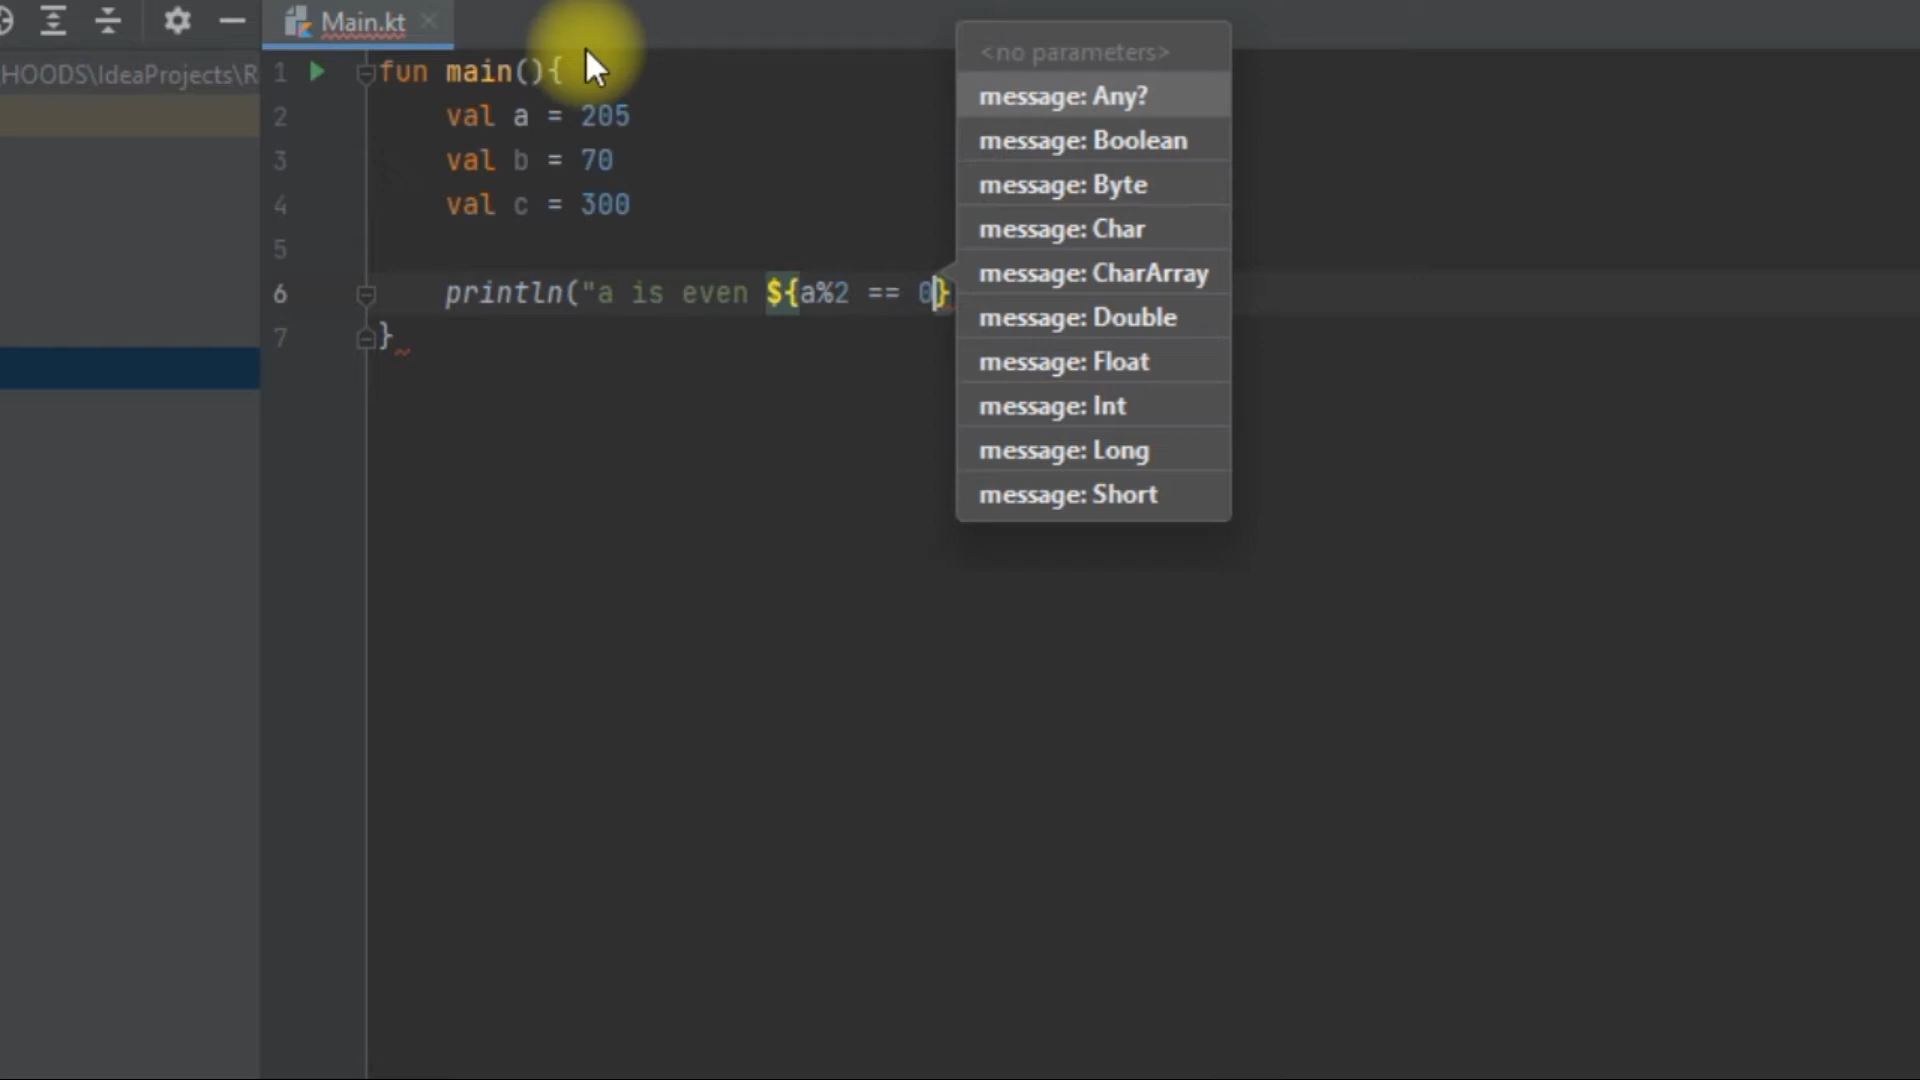 Main.kt
HOODS\IdeaProjects\R
1 fun main(){
2 val a = 205
3 val b = 70
4 val c = 300
5
6 println("a is even ${a%2 == 0}
7 }
<no parameters>
message: Any?
message: Boolean
message: Byte
message: Char
message: CharArray
message: Double
message: Float
message: Int
message: Long
message: Short